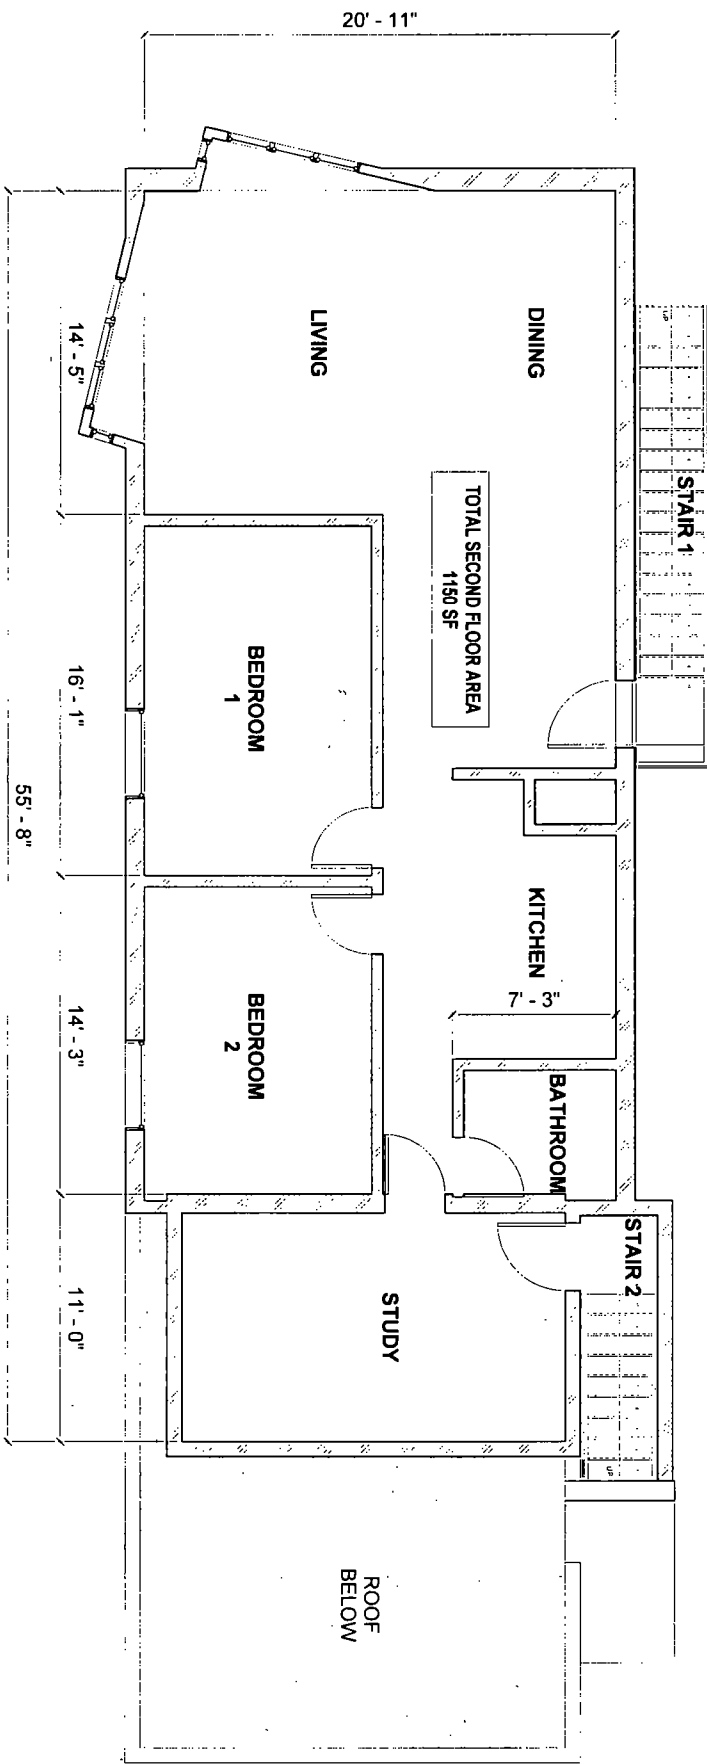 20' - 11"
UP
STAIR 1
DINING
LIVING
14' - 5"
TOTAL SECOND FLOOR AREA
1150 SF
BEDROOM
1
16' - 1"
55' - 8"
KITCHEN
7' - 3"
BEDROOM
2
14' - 3"
BATHROOM
STAIR 2
STUDY
11' - 0"
UP
ROOF
BELOW